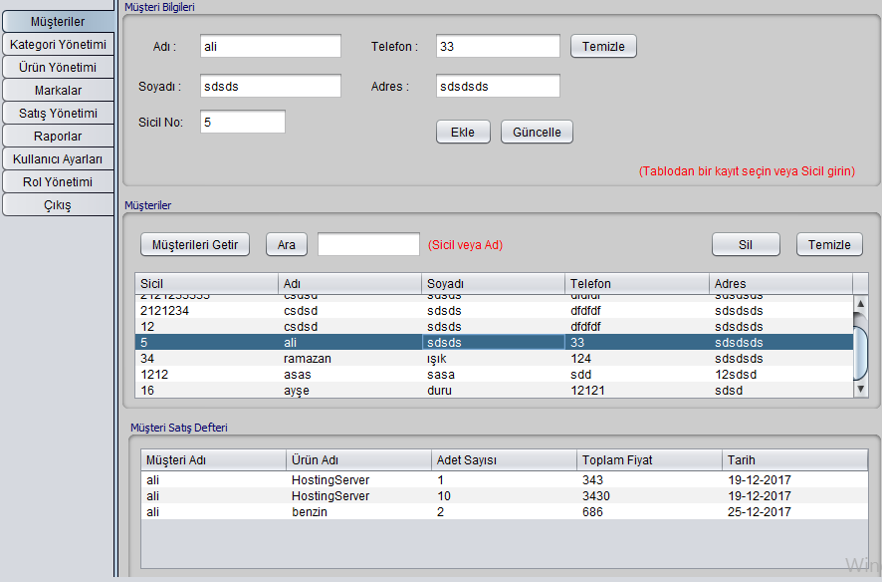 Müşteriler
Kategori Yönetimi
Ürün Yönetimi
Markalar
Satış Yönetimi
Raporlar
Kullanıcı Ayarları
Rol Yönetimi
Çıkış
Müşteri Bilgileri
Adı : ali Telefon : 33 Temizle
Soyadı : sdsds Adres : sdsdsds
Sicil No: 5
Ekle Güncelle
(Tablodan bir kayıt seçin veya Sicil girin)
Müşteriler
Müşterileri Getir Ara (Sicil veya Ad) Sil Temizle
Sicil Adı Soyadı Telefon Adres
csdsd sdsds dfdfdf sdsdsds
2121234 csdsd sdsds dfdfdf sdsdsds
12 csdsd sdsds dfdfdf sdsdsds
5 ali sdsds 33 sdsdsds
34 ramazan ışık 124 sdsdsds
1212 asas sasa sdd 12sdsd
16 ayşe duru 12121 sdsd
Müşteri Satış Defteri
Müşteri Adı Ürün Adı Adet Sayısı Toplam Fiyat Tarih
ali HostingServer 1 343 19-12-2017
ali HostingServer 10 3430 19-12-2017
ali benzin 2 686 25-12-2017
Win